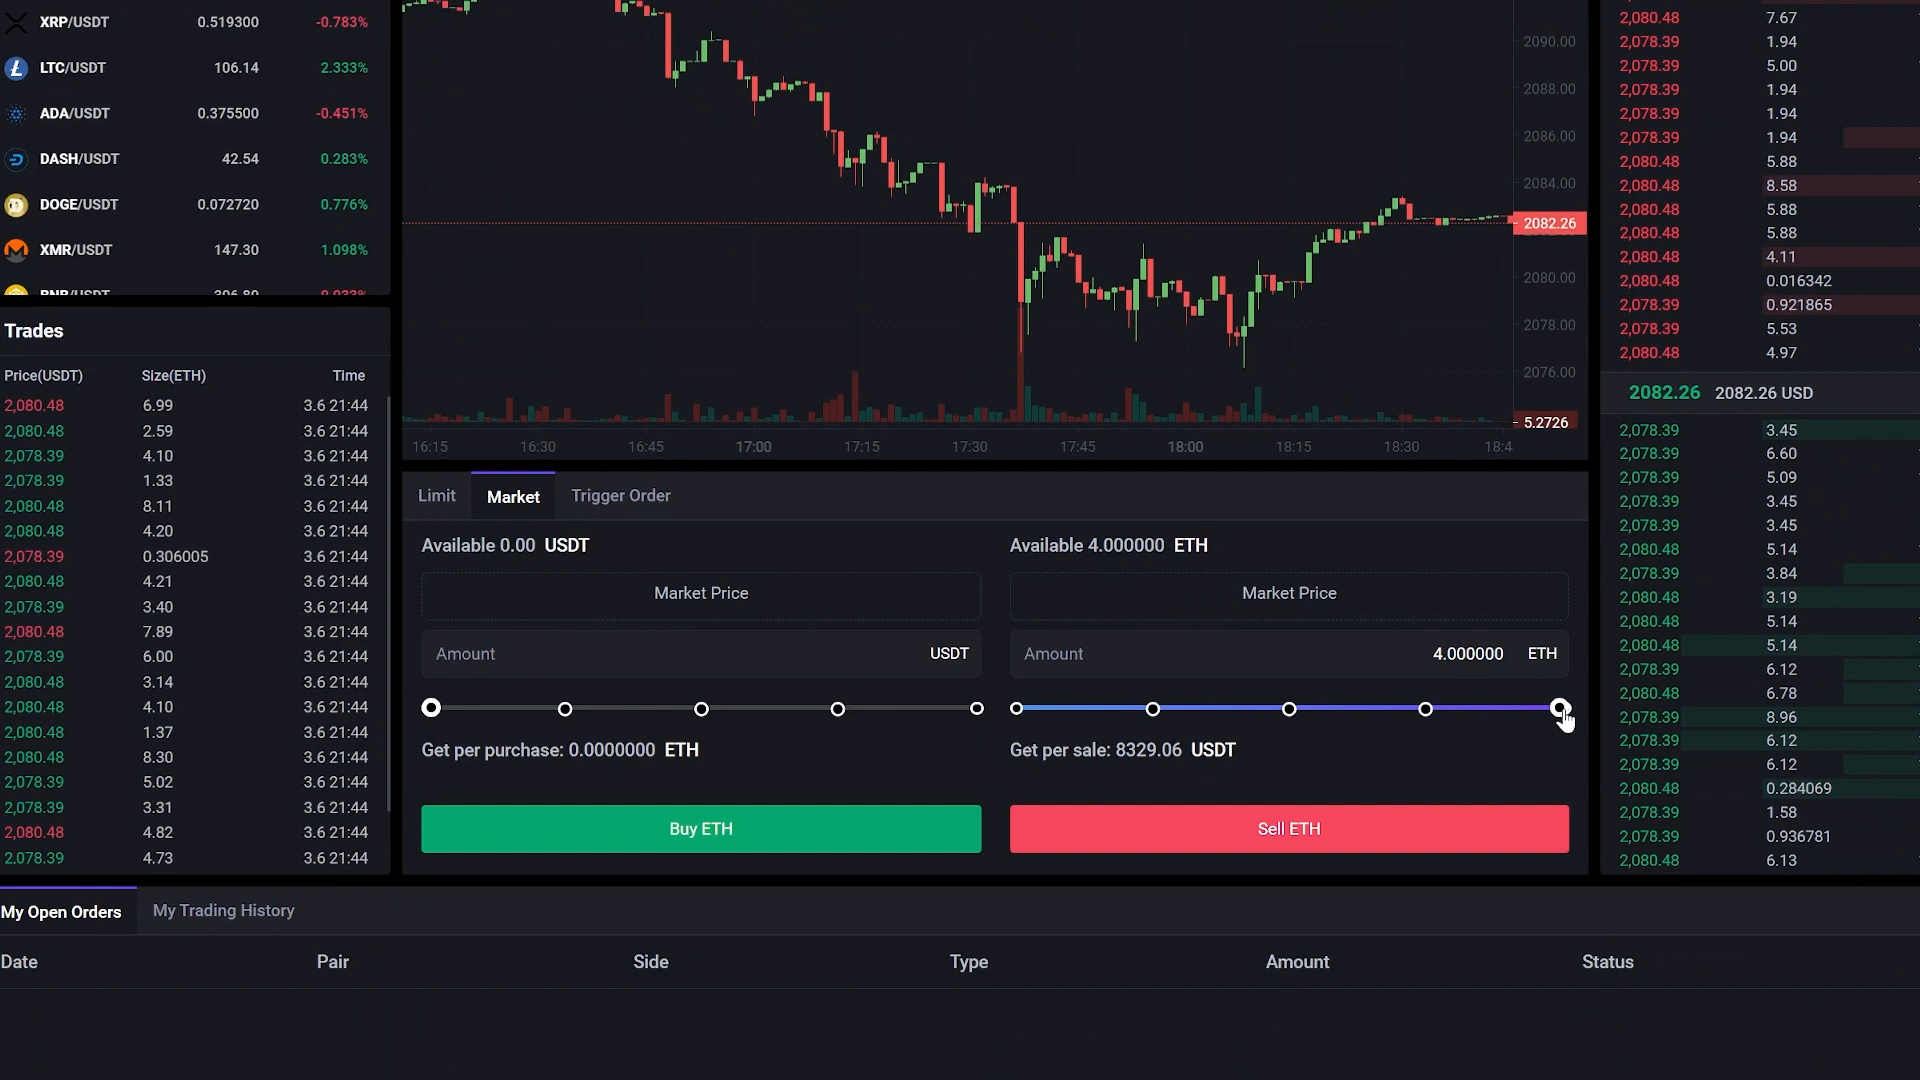 XRP/USDT 0.519300 -0.783%
LTC/USDT 106.14 2.333%
ADA/USDT 0.375500 -0.451%
DASH/USDT 42.54 0.283%
DOGE/USDT 0.072720 0.776%
XMR/USDT 147.30 1.098%
Trades
Price(USDT) Size(ETH) Time
2,080.48 6.99 3.6 21:44
2,080.48 2.59 3.6 21:44
2,078.39 4.10 3.6 21:44
2,078.39 1.33 3.6 21:44
2,080.48 8.11 3.6 21:44
2,080.48 4.20 3.6 21:44
2,078.39 0.306005 3.6 21:44
2,080.48 4.21 3.6 21:44
2,078.39 3.40 3.6 21:44
2,080.48 7.89 3.6 21:44
2,078.39 6.00 3.6 21:44
2,080.48 3.14 3.6 21:44
2,080.48 4.10 3.6 21:44
2,078.39 1.37 3.6 21:44
2,080.48 8.30 3.6 21:44
2,078.39 5.02 3.6 21:44
2,078.39 3.31 3.6 21:44
2,080.48 4.82 3.6 21:44
2,078.39 4.73 3.6 21:44
2090.00
2088.00
2086.00
2084.00
2082.26
2080.00
2078.00
2076.00
5.2726
16:15 16:30 16:45 17:00 17:15 17:30 17:45 18:00 18:15 18:30 18:4
Limit Market Trigger Order
Available 0.00 USDT
Market Price
Amount USDT
Get per purchase: 0.0000000 ETH
Buy ETH
Available 4.000000 ETH
Market Price
Amount 4.000000 ETH
Get per sale: 8329.06 USDT
Sell ETH
2,080.48 7.67
2,078.39 1.94
2,078.39 5.00
2,078.39 1.94
2,078.39 1.94
2,078.39 1.94
2,080.48 5.88
2,080.48 8.58
2,080.48 5.88
2,080.48 5.88
2,080.48 4.11
2,080.48 0.016342
2,078.39 0.921865
2,078.39 5.53
2,080.48 4.97
2082.26 2082.26 USD
2,078.39 3.45
2,078.39 6.60
2,078.39 5.09
2,078.39 3.45
2,078.39 3.45
2,080.48 5.14
2,078.39 3.84
2,080.48 3.19
2,080.48 5.14
2,080.48 5.14
2,078.39 6.12
2,080.48 6.78
2,078.39 8.96
2,078.39 6.12
2,078.39 6.12
2,080.48 0.284069
2,078.39 1.58
2,078.39 0.936781
2,080.48 6.13
My Open Orders My Trading History
Date Pair Side Type Amount Status